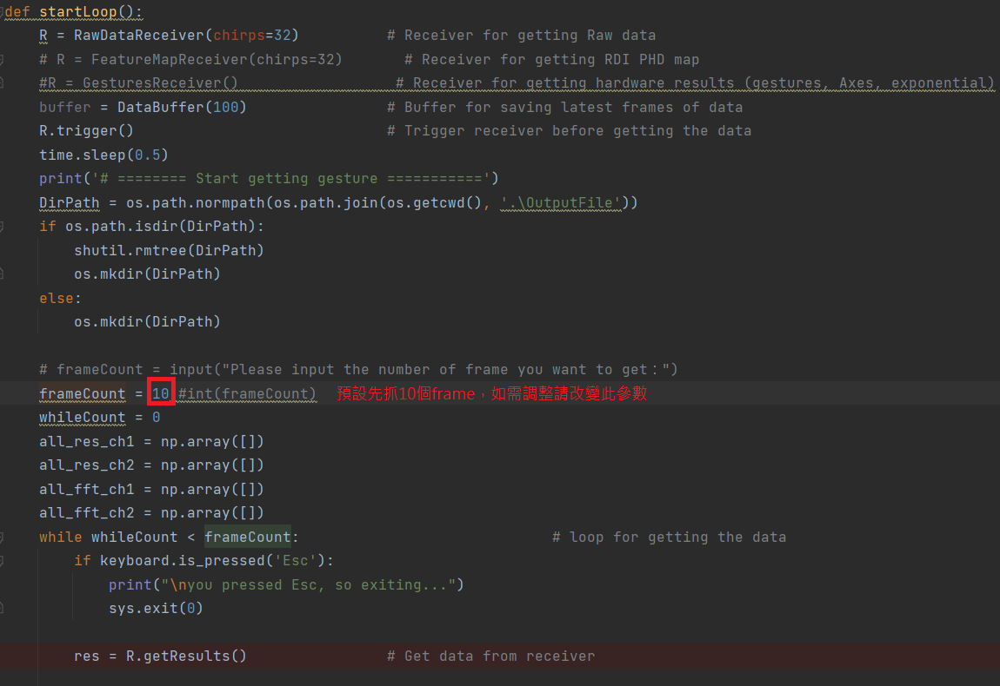 def startLoop():
    R = RawDataReceiver(chirps=32)          # Receiver for getting Raw data
    # R = FeatureMapReceiver(chirps=32)       # Receiver for getting RDI PHD map
    #R = GesturesReceiver()                  # Receiver for getting hardware results (gestures, Axes, exponential)
    buffer = DataBuffer(100)                # Buffer for saving latest frames of data
    R.trigger()                             # Trigger receiver before getting the data
    time.sleep(0.5)
    print('# ======== Start getting gesture ===========')
    DirPath = os.path.normpath(os.path.join(os.getcwd(), '.\OutputFile'))
    if os.path.isdir(DirPath):
        shutil.rmtree(DirPath)
        os.mkdir(DirPath)
    else:
        os.mkdir(DirPath)
    # frameCount = input("Please input the number of frame you want to get：")
    frameCount = 10 #int(frameCount)  預設先抓10個frame，如需調整請改變此參數
    whileCount = 0
    all_res_ch1 = np.array([])
    all_res_ch2 = np.array([])
    all_fft_ch1 = np.array([])
    all_fft_ch2 = np.array([])
    while whileCount < frameCount:                             # loop for getting the data
        if keyboard.is_pressed('Esc'):
            print("\nyou pressed Esc, so exiting...")
            sys.exit(0)
        res = R.getResults()                # Get data from receiver